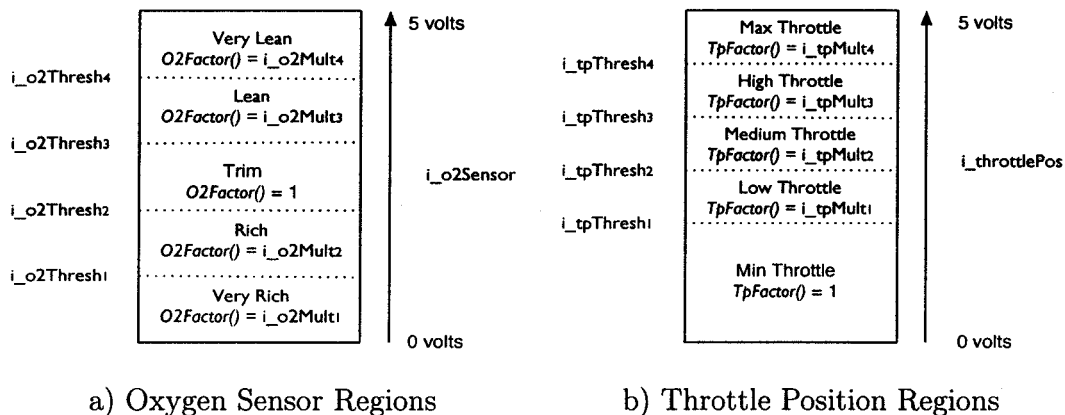 5 volts
Very Lean
O2Factor() = i_o2Mult4
i_o2Thresh4
Lean
O2Factor() = i_o2Mult3
i_o2Thresh3
Trim
O2Factor() = 1
i_o2Sensor
i_o2Thresh2
Rich
O2Factor() = i_o2Mult2
i_o2Thresh1
Very Rich
O2Factor() = i_o2Mult1
0 volts
a) Oxygen Sensor Regions
5 volts
Max Throttle
TpFactor() = i_tpMult4
i_tpThresh4
High Throttle
TpFactor() = i_tpMult3
i_tpThresh3
Medium Throttle
TpFactor() = i_tpMult2
i_throttlePos
i_tpThresh2
Low Throttle
TpFactor() = i_tpMult1
i_tpThresh1
Min Throttle
TpFactor() = 1
0 volts
b) Throttle Position Regions